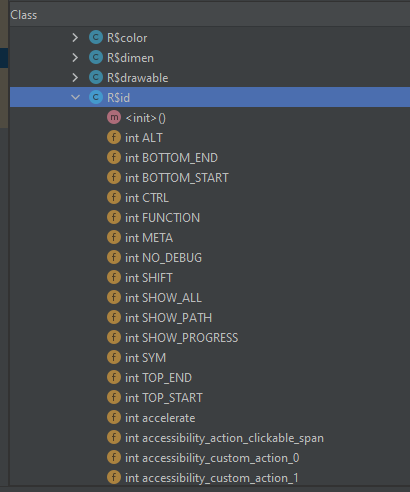 Class
R$color
R$dimen
R$drawable
R$id
<init>()
int ALT
int BOTTOM_END
int BOTTOM_START
int CTRL
int FUNCTION
int META
int NO_DEBUG
int SHIFT
int SHOW_ALL
int SHOW_PATH
int SHOW_PROGRESS
int SYM
int TOP_END
int TOP_START
int accelerate
int accessibility_action_clickable_span
int accessibility_custom_action_0
int accessibility_custom_action_1